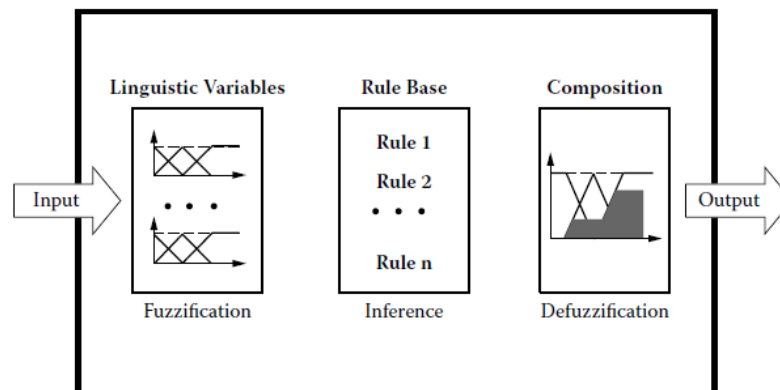 Linguistic Variables
Rule Base
Composition
Input
Rule 1
Rule 2
• • •
• • •
Rule n
Output
Fuzzification
Inference
Defuzzification